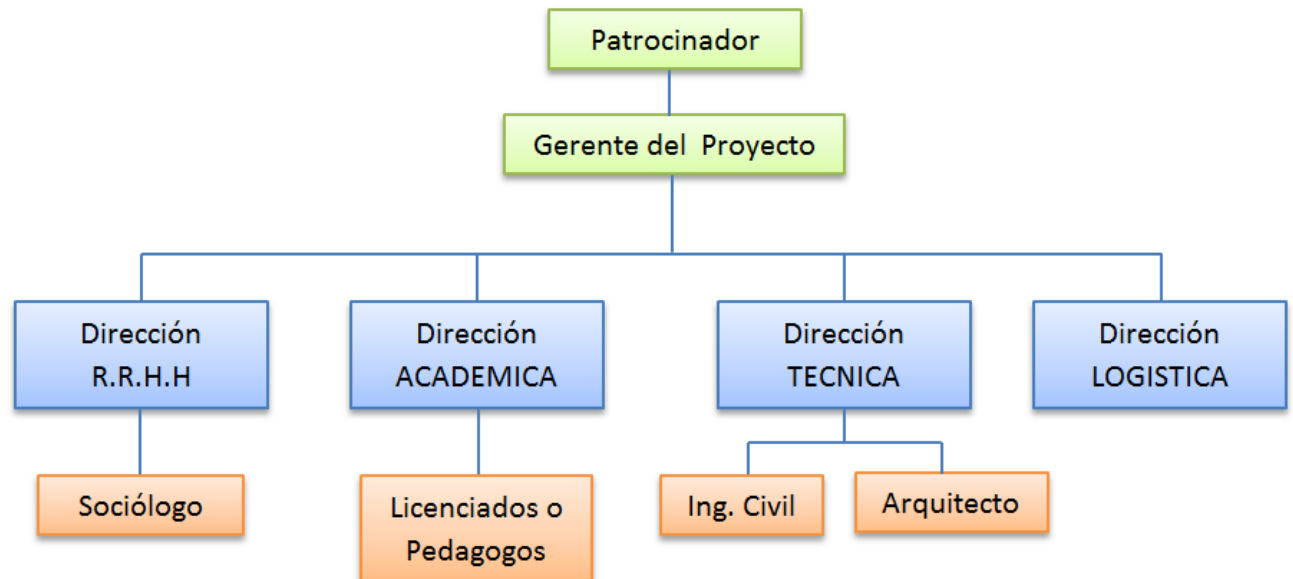 Patrocinador
Gerente del Proyecto
Dirección
R.R.H.H
Dirección
ACADEMICA
Dirección
TECNICA
Dirección
LOGISTICA
Sociólogo
Licenciados o
Pedagogos
Ing. Civil
Arquitecto